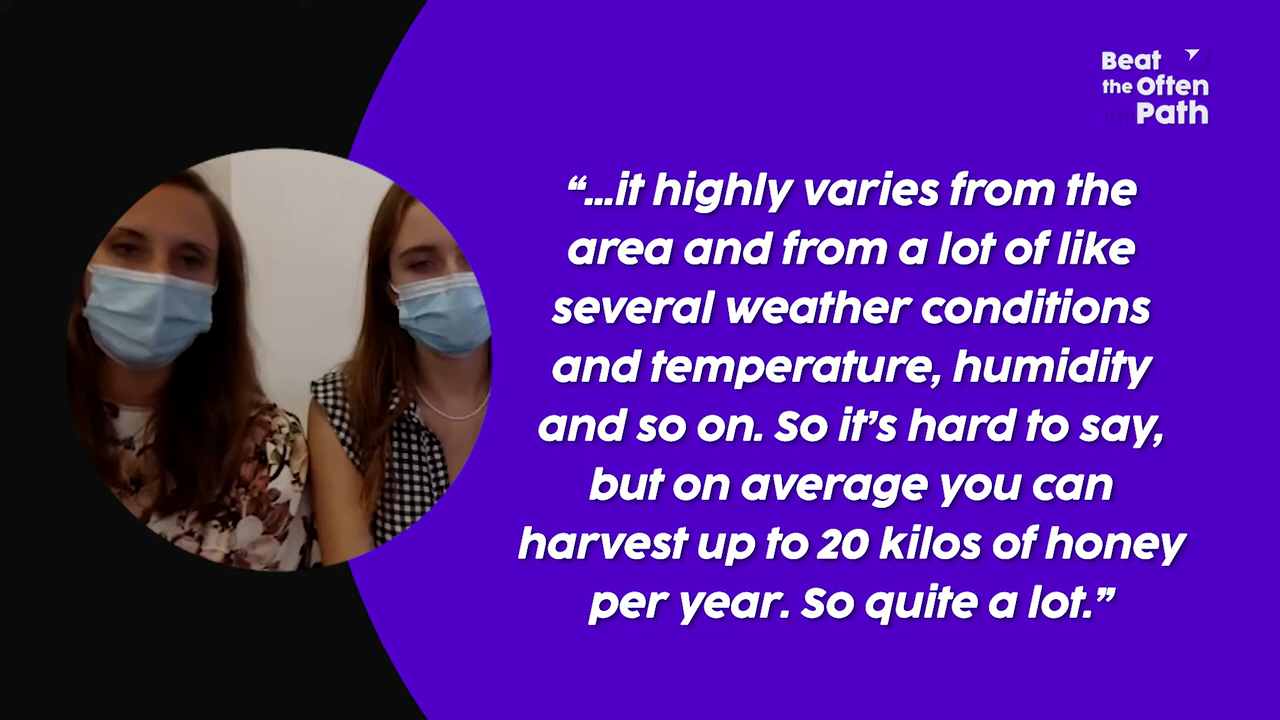 Beat
the Often
Path
“...it highly varies from the
area and from a lot of like
several weather conditions
and temperature, humidity
and so on. So it’s hard to say,
but on average you can
harvest up to 20 kilos of honey
per year. So quite a lot.”